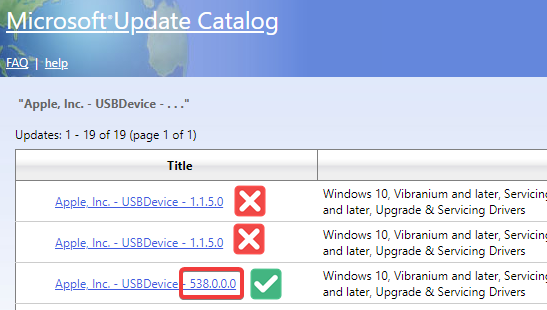 Microsoft®Update Catalog
FAQ | help
"Apple, Inc. - USBDevice - . . ."
Updates: 1 - 19 of 19 (page 1 of 1)
Title
Apple, Inc. - USBDevice - 1.1.5.0
Windows 10, Vibranium and later, Servicing
and later, Upgrade & Servicing Drivers
Apple, Inc. - USBDevice - 1.1.5.0
Windows 10, Vibranium and later, Servicing
and later, Upgrade & Servicing Drivers
Apple, Inc. - USBDevice - 538.0.0.0
Windows 10, Vibranium and later, Servicing
and later, Upgrade & Servicing Drivers